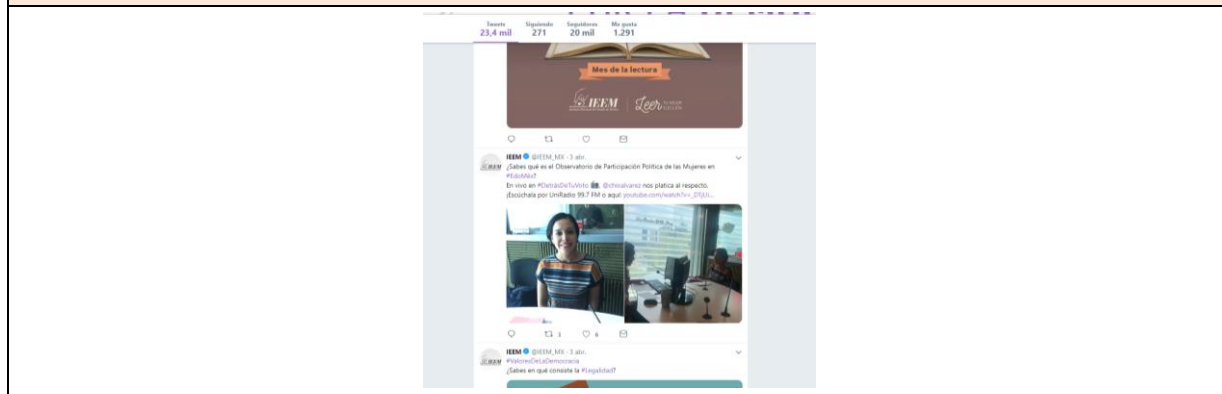 Tweets Siguiendo Seguidores Me gusta
23,4 mil 271 20 mil 1.291
Mes de la lectura
IEEM Leer
IEEM @IEEM_MX · 3 abr.
¿Sabes qué es el Observatorio de Participación Política de las Mujeres en
#EdoMéx?
En vivo en #DetrásDeTuVoto, @chioalvarez nos platica al respecto.
¡Escúchala por UniRadio 99.7 FM o aquí
3 6
IEEM @IEEM_MX · 3 abr.
#ValoresDeLaDemocracia
¿Sabes en qué consiste la #Legalidad?